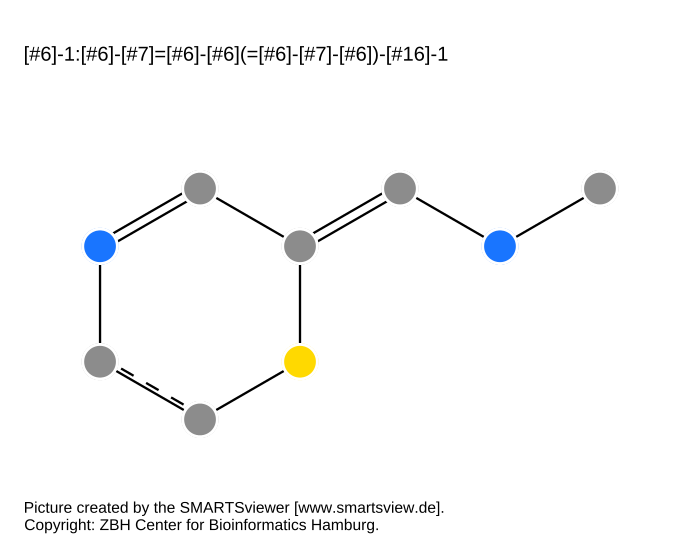 [#6]-1:[#6]-[#7]=[#6]-[#6](=[#6]-[#7]-[#6])-[#16]-1
Picture created by the SMARTSviewer [www.smartsview.de].
Copyright: ZBH Center for Bioinformatics Hamburg.